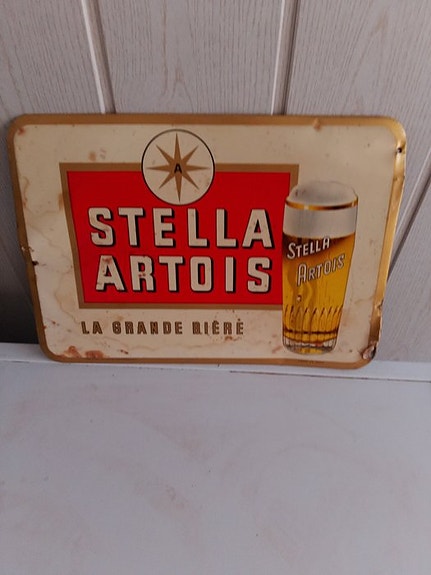 A
STELLA
ARTOIS
LA GRANDE BIÈRE
STELLA
ARTOIS